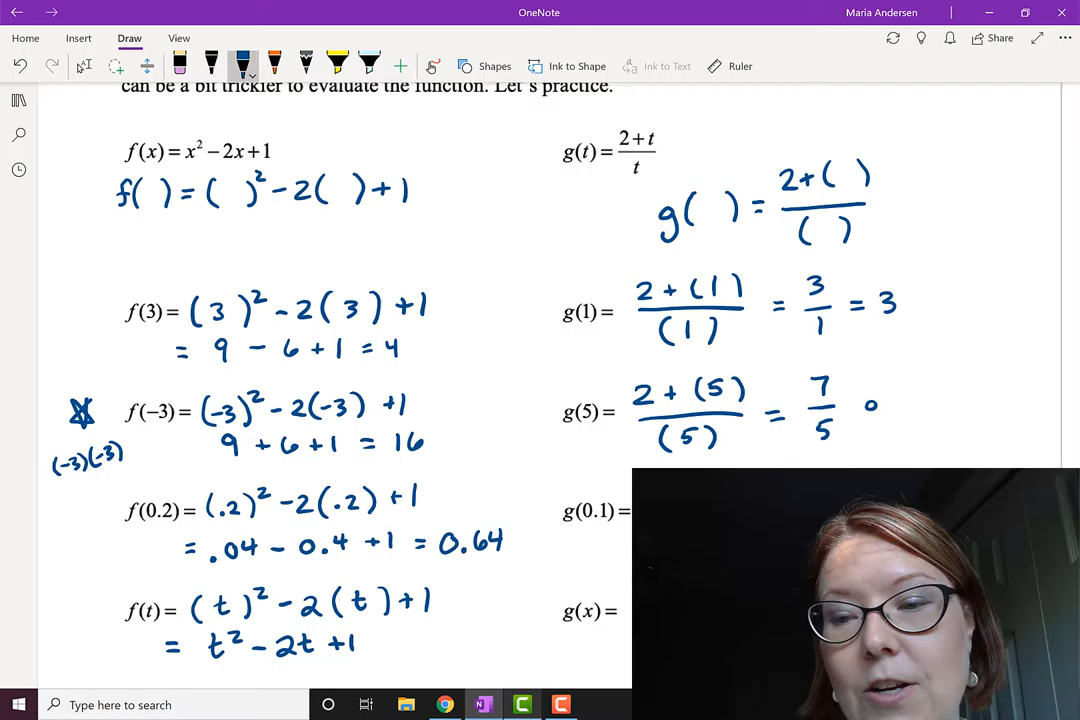 OneNote
Maria Andersen
Home Insert Draw View
Share
Shapes Ink to Shape Ink to Text Ruler
can be a bit trickier to evaluate the function. Let's practice.
f(x) = x² − 2x + 1
f( ) = ( )² − 2( ) + 1
f(3) = (3)² − 2(3) + 1
= 9 − 6 + 1 = 4
f(−3) = (−3)² − 2(−3) + 1
(−3)(−3)
9 + 6 + 1 = 16
f(0.2) = (.2)² − 2(.2) + 1
= .04 − 0.4 + 1 = 0.64
f(t) = (t)² − 2(t) + 1
= t² − 2t + 1
g(t) = (2+t)/t
g( ) = (2+( ))/( )
g(1) = (2+(1))/(1) = 3/1 = 3
g(5) = (2+(5))/(5) = 7/5 o
g(0.1) =
g(x) =
Type here to search